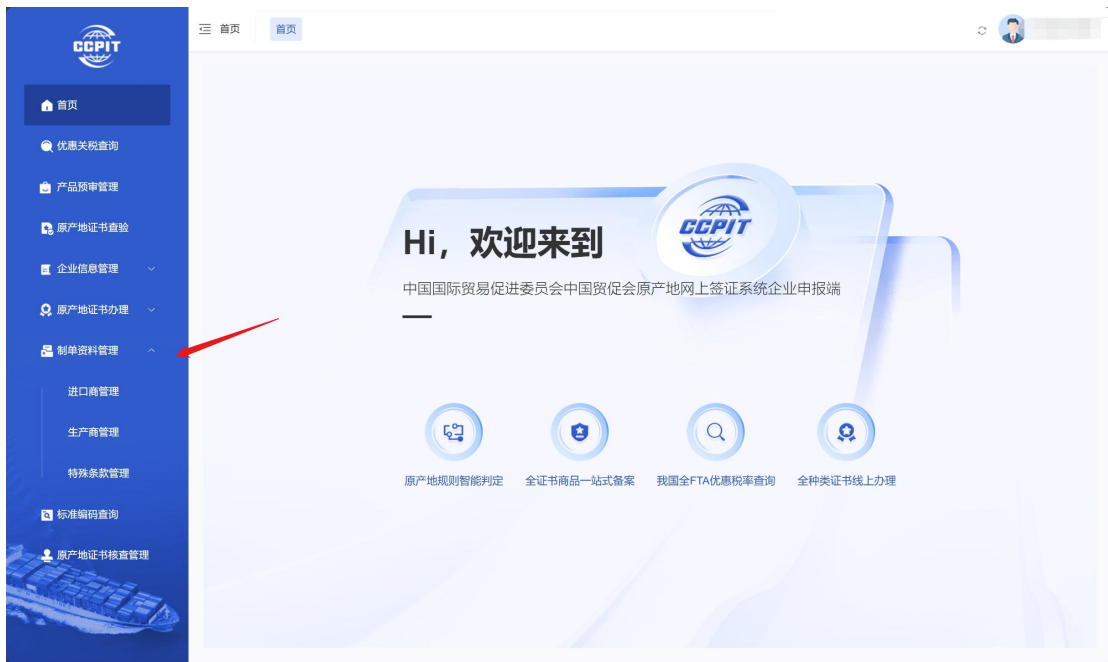 CCPIT
首页
首页
首页
优惠关税查询
产品预审管理
原产地证书查验
企业信息管理
原产地证书办理
制单资料管理
进口商管理
生产商管理
特殊条款管理
标准编码查询
原产地证书核查管理
CCPIT
Hi，欢迎来到
中国国际贸易促进委员会中国贸促会原产地网上签证系统企业申报端
原产地规则智能判定
全证书商品一站式备案
我国全FTA优惠税率查询
全种类证书线上办理